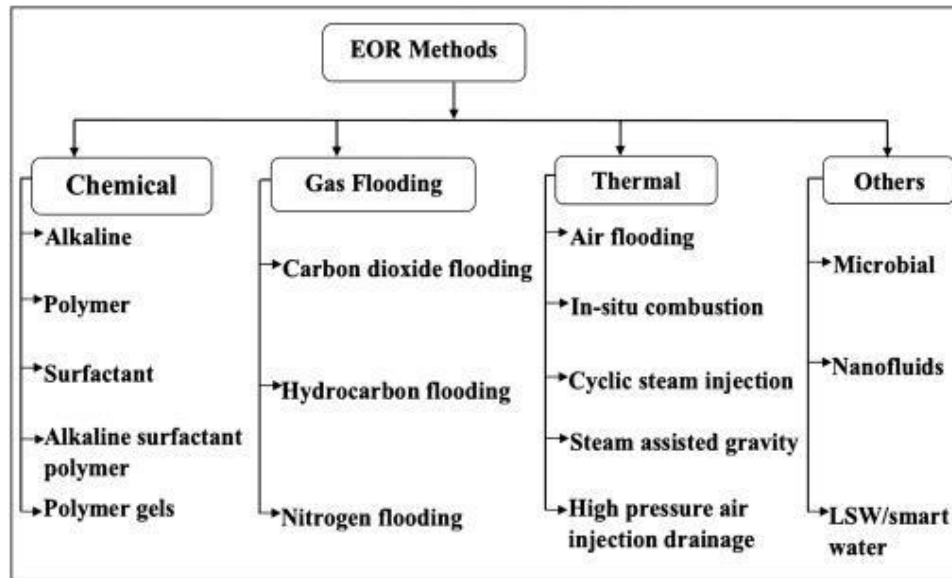 EOR Methods
Chemical
Alkaline
Polymer
Surfactant
Alkaline surfactant
polymer
Polymer gels
Gas Flooding
Carbon dioxide flooding
Hydrocarbon flooding
Nitrogen flooding
Thermal
Air flooding
In-situ combustion
Cyclic steam injection
Steam assisted gravity
High pressure air
injection drainage
Others
Microbial
Nanofluids
LSW/smart
water